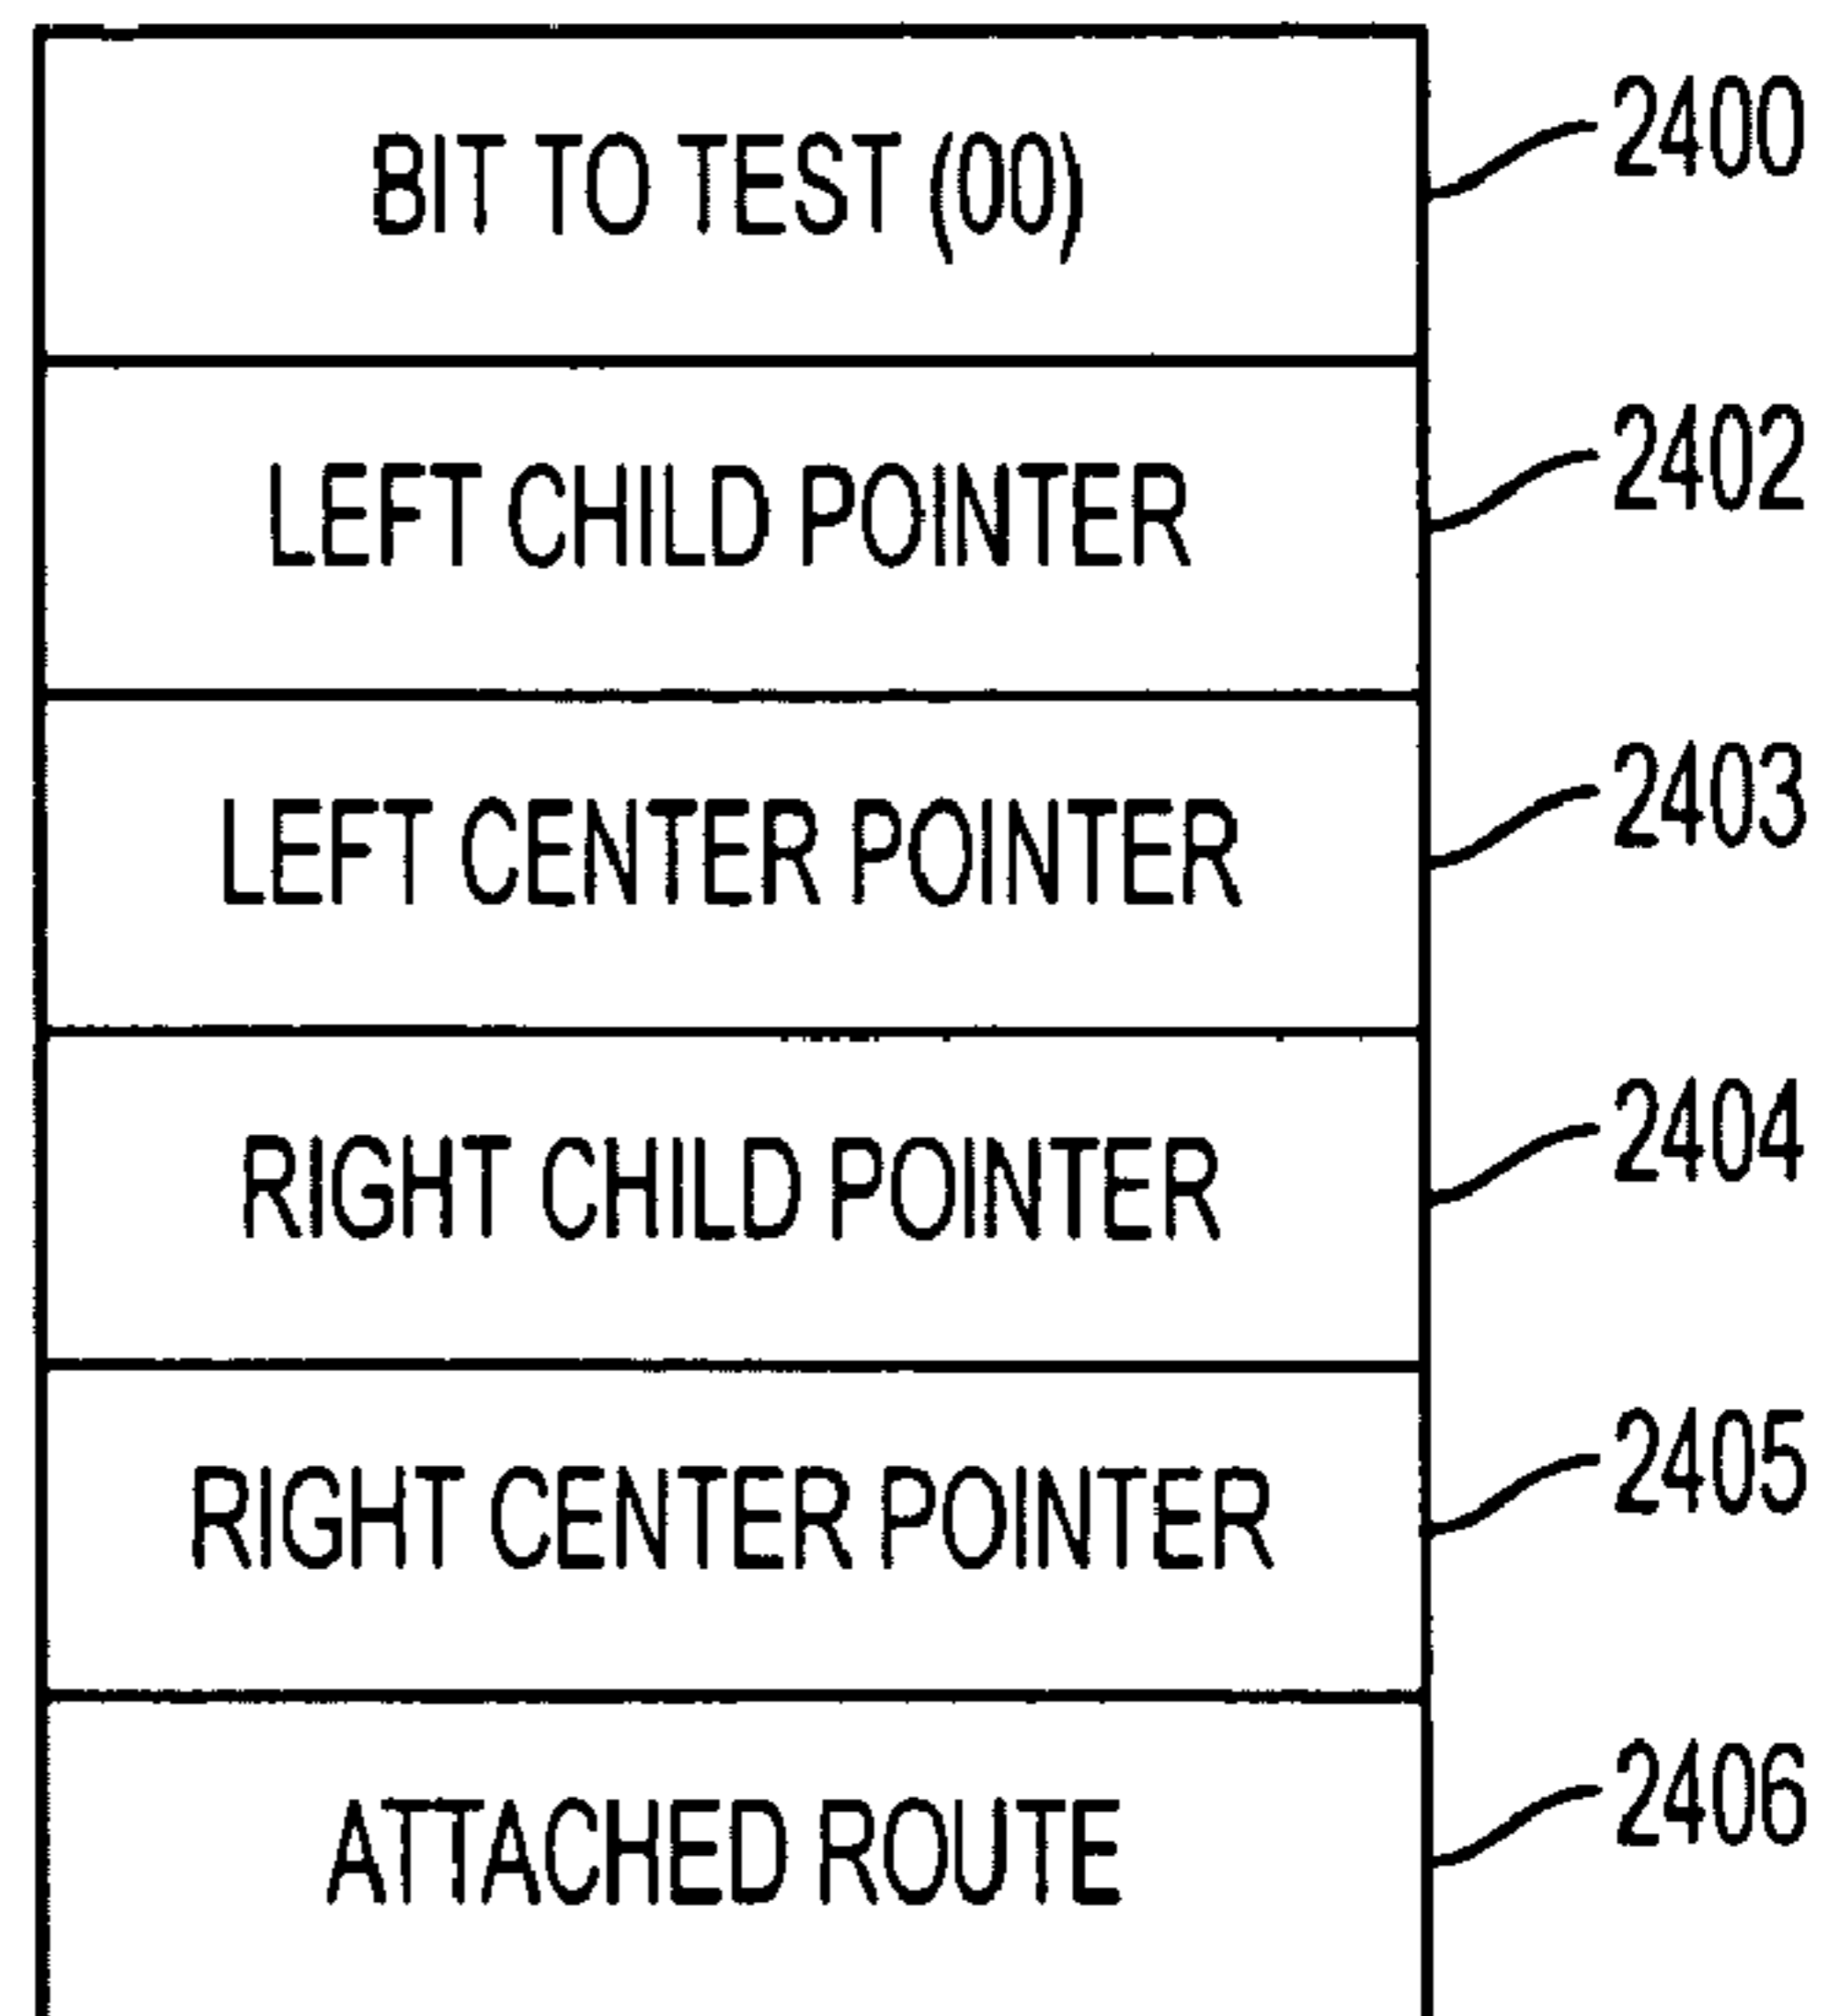 BIT TO TEST (00) 2400
LEFT CHILD POINTER 2402
LEFT CENTER POINTER 2403
RIGHT CHILD POINTER 2404
RIGHT CENTER POINTER 2405
ATTACHED ROUTE 2406